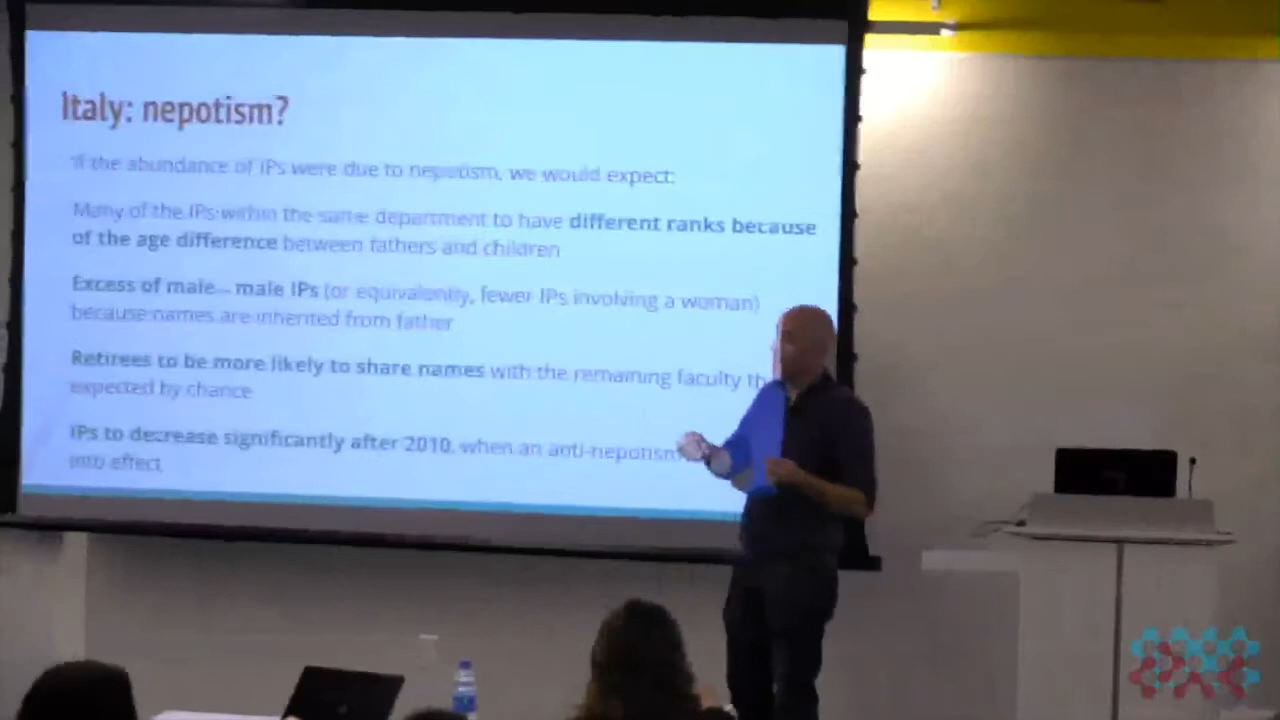 Italy: nepotism?
If the abundance of IPs were due to nepotism, we would expect:
Many of the IPs within the same department to have different ranks because
of the age difference between fathers and children
Excess of male - male IPs (or equivalently, fewer IPs involving a woman)
because names are inherited from father
Retirees to be more likely to share names with the remaining faculty
expected by chance
IPs to decrease significantly after 2010, when an anti-nepotism
into effect